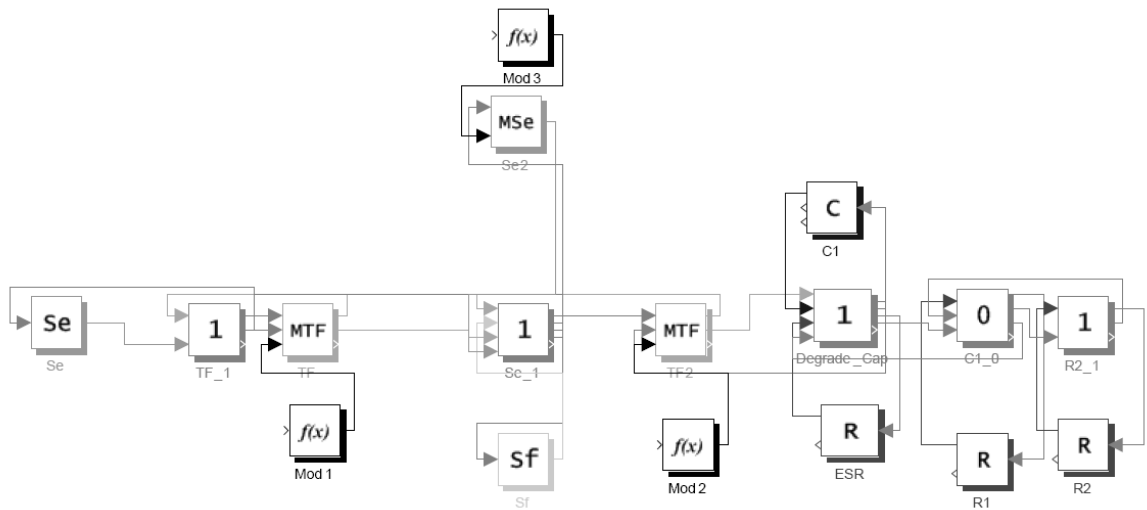 f(x)
Mod 3
MSe
Se2
C
C1
Se
Se
1
TF_1
MTF
TF
1
Se_1
MTF
TF2
1
Degrade_Cap
0
C1_0
1
R2_1
f(x)
Mod 1
Sf
Sf
f(x)
Mod 2
R
ESR
R
R1
R
R2